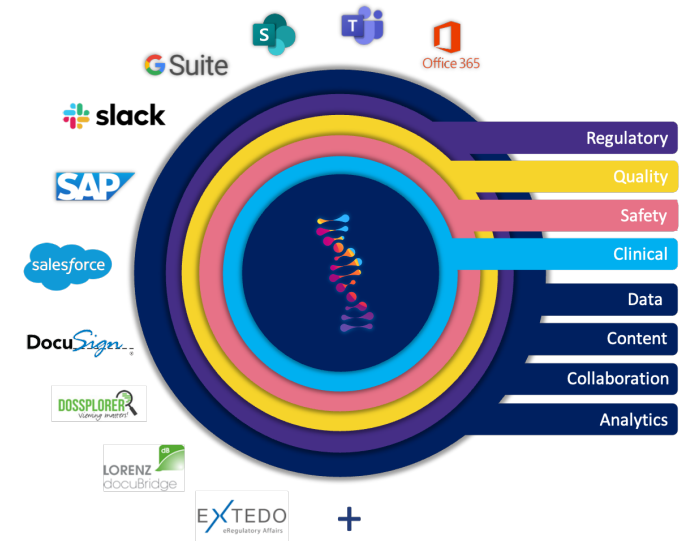 S
T
Office 365
G Suite
slack
SAP
salesforce
DocuSign
®
DOSSPLORER
Viewing matters!
dB
LORENZ
docuBridge
EXTEDO
eRegulatory Affairs
+
Regulatory
Quality
Safety
Clinical
Data
Content
Collaboration
Analytics